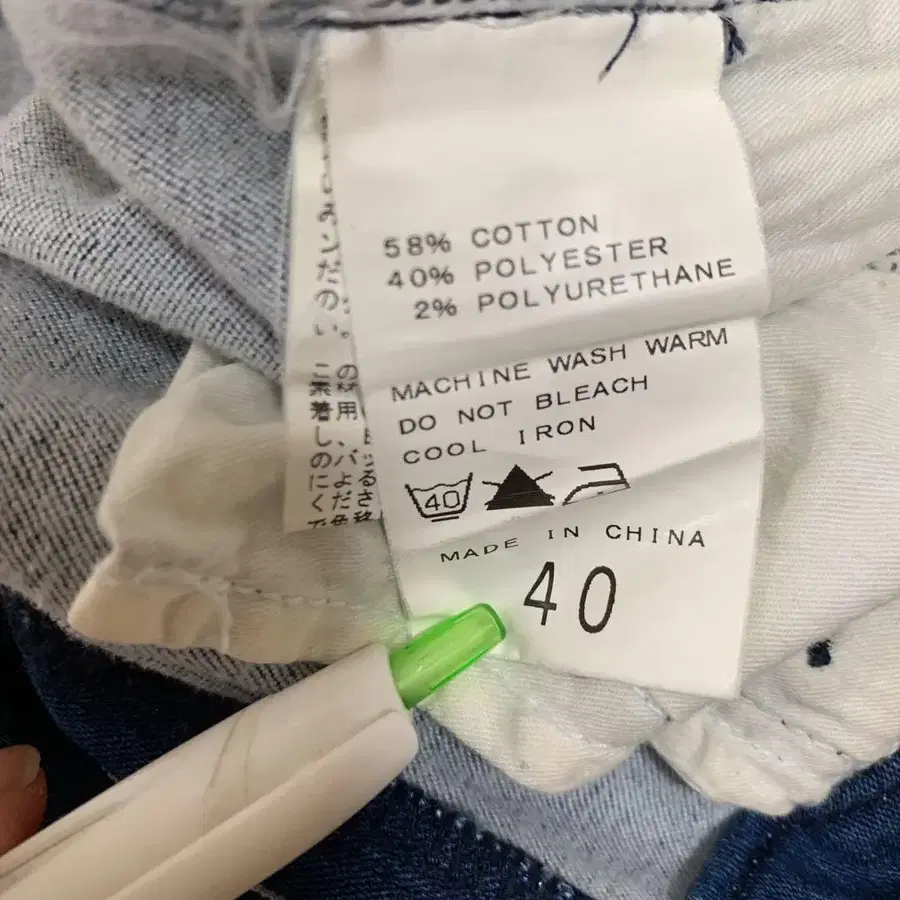 58% COTTON
40% POLYESTER
2% POLYURETHANE
MACHINE WASH WARM
DO NOT BLEACH
COOL IRON
40
MADE IN CHINA
40